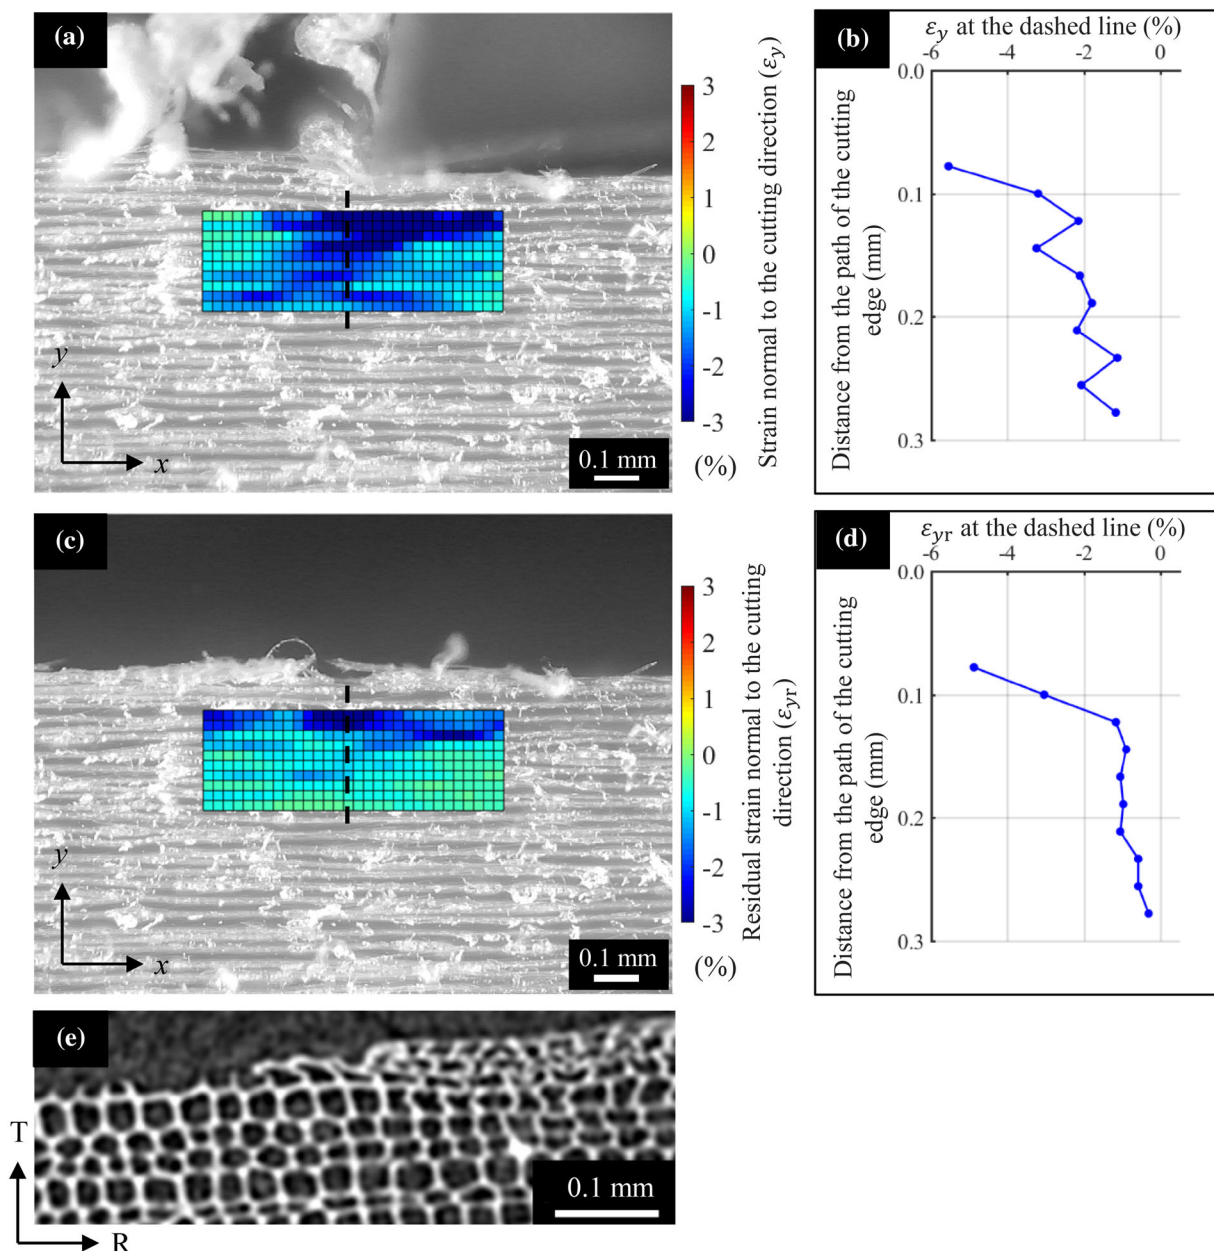 (a)
3
2
1
0
-1
-2
-3
(%)
Strain normal to the cutting direction (εy)
y
x
0.1 mm
(b)
εy at the dashed line (%)
-6 -4 -2 0
0.0
0.1
0.2
0.3
Distance from the path of the cutting
edge (mm)
(c)
3
2
1
0
-1
-2
-3
(%)
Residual strain normal to the cutting
direction (εyr)
y
x
0.1 mm
(d)
εyr at the dashed line (%)
-6 -4 -2 0
0.0
0.1
0.2
0.3
Distance from the path of the cutting
edge (mm)
(e)
T
R
0.1 mm